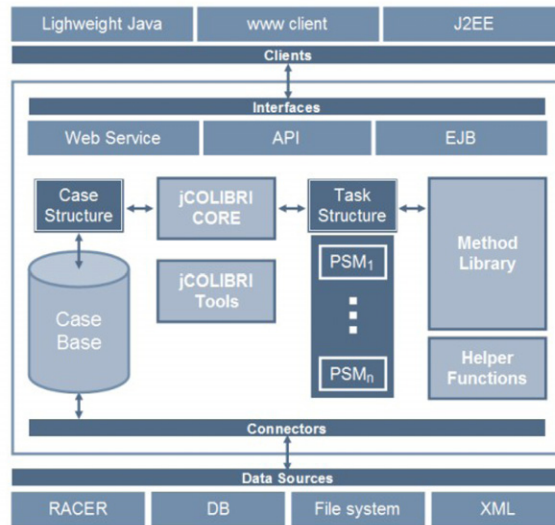 Lighweight Java
www client
J2EE
Clients
Interfaces
Web Service
API
EJB
Case
Structure
jCOLIBRI
CORE
Task
Structure
Method
Library
PSM1
jCOLIBRI
Tools
Case
Base
Helper
Functions
PSMn
Connectors
Data Sources
RACER
DB
File system
XML